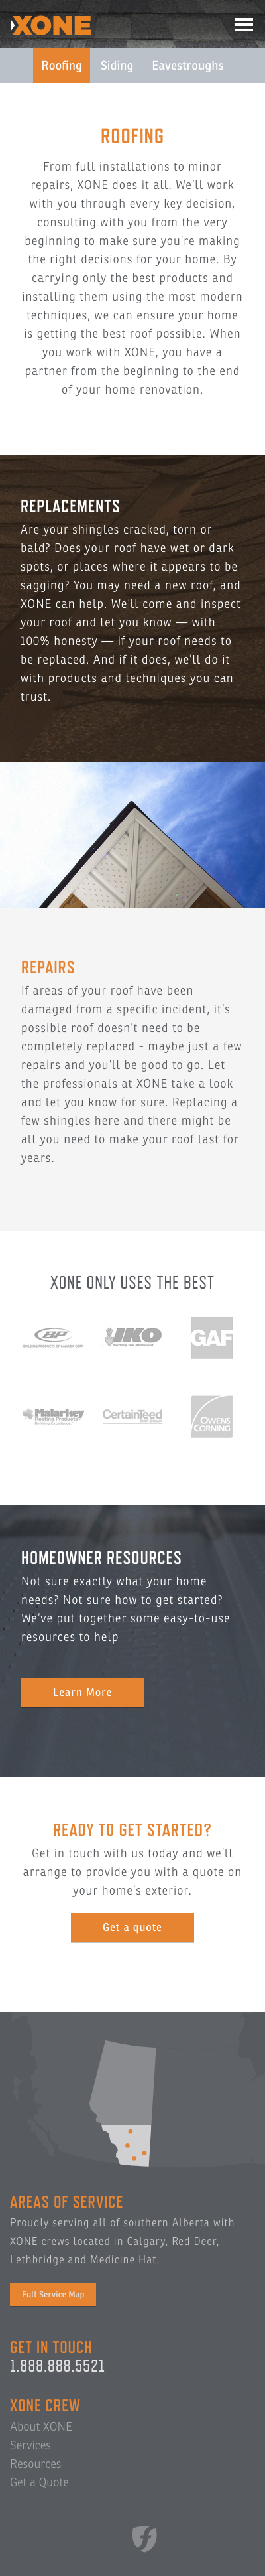 XONE
Roofing Siding Eavestroughs
ROOFING
From full installations to minor
repairs, XONE does it all. We'll work
with you through every key decision,
consulting with you from the very
beginning to make sure you're making
the right decisions for your home. By
carrying only the best products and
installing them using the most modern
techniques, we can ensure your home
is getting the best roof possible. When
you work with XONE, you have a
partner from the beginning to the end
of your home renovation.
REPLACEMENTS
Are your shingles cracked, torn or
bald? Does your roof have wet or dark
spots, or places where it appears to be
sagging? You may need a new roof, and
XONE can help. We'll come and inspect
your roof and let you know — with
100% honesty — if your roof needs to
be replaced. And if it does, we'll do it
with products and techniques you can
trust.
REPAIRS
If areas of your roof have been
damaged from a specific incident, it's
possible roof doesn't need to be
completely replaced - maybe just a few
repairs and you'll be good to go. Let
the professionals at XONE take a look
and let you know for sure. Replacing a
few shingles here and there might be
all you need to make your roof last for
years.
XONE ONLY USES THE BEST
BP IKO GAF
BUILDING PRODUCTS OF CANADA CORP.
Malarkey CertainTeed OWENS
Roofing Products CORNING
HOMEOWNER RESOURCES
Not sure exactly what your home
needs? Not sure how to get started?
We've put together some easy-to-use
resources to help
Learn More
READY TO GET STARTED?
Get in touch with us today and we'll
arrange to provide you with a quote on
your home's exterior.
Get a quote
AREAS OF SERVICE
Proudly serving all of southern Alberta with
XONE crews located in Calgary, Red Deer,
Lethbridge and Medicine Hat.
Full Service Map
GET IN TOUCH
1.888.888.5521
XONE CREW
About XONE
Services
Resources
Get a Quote